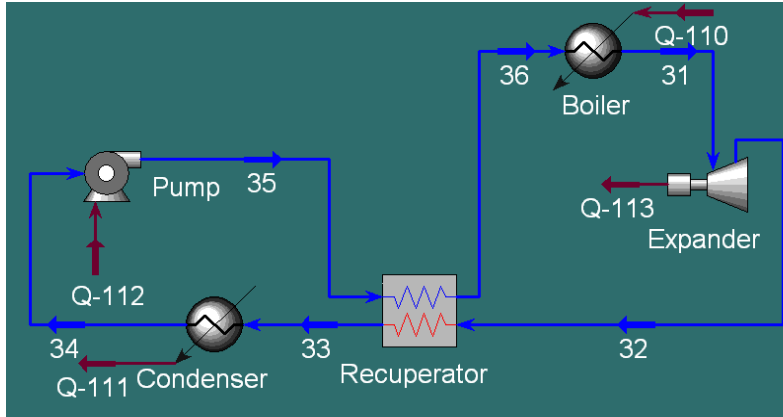 Q-110
36
31
Boiler
Pump
35
Q-113
Expander
Q-112
34
33
32
Condenser
Q-111
Recuperator